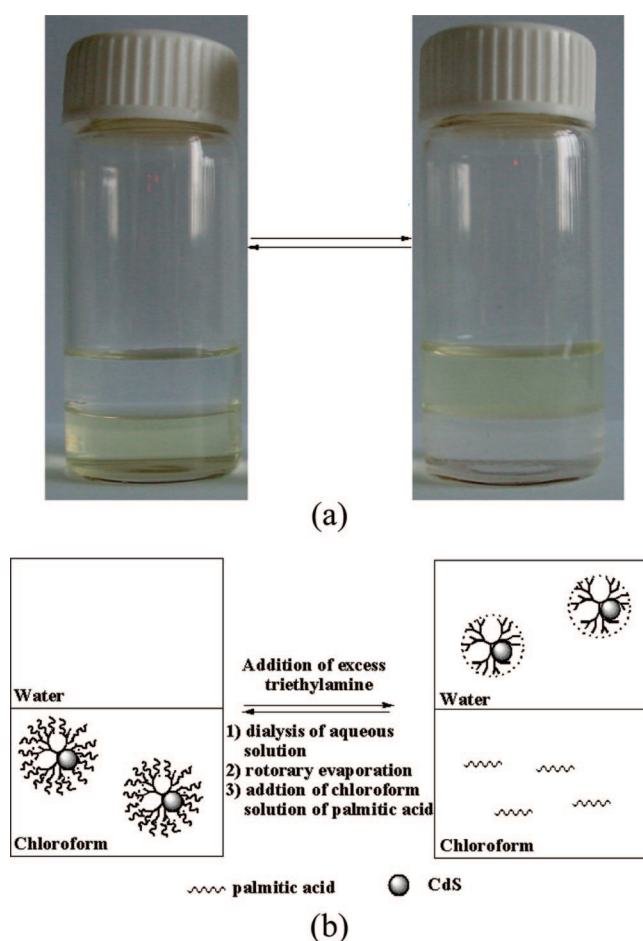 (a)
Addition of excess
triethylamine
1) dialysis of aqueous
solution
2) rotorary evaporation
3) addtion of chloroform
solution of palmitic acid
Water
Chloroform
Water
Chloroform
palmitic acid
CdS
(b)